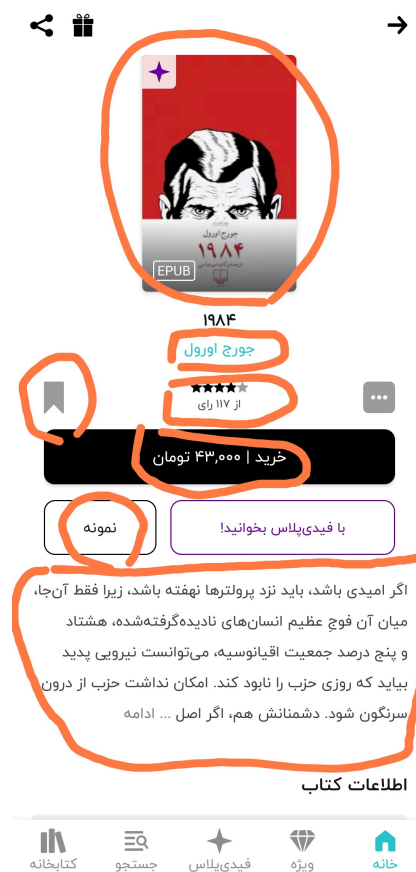 جورج اورول
۱۹۸۴
ترجمه‌ی کاوه میرعباسی
EPUB
۱۹۸۴
جورج اورول
از ۱۱۷ رای
خرید | ۴۳,۰۰۰ تومان
با فیدی‌پلاس بخوانید!
نمونه
اگر امیدی باشد، باید نزد پرولترها نهفته باشد، زیرا فقط آن‌جا،
میان آن فوجِ عظیم انسان‌های نادیده‌گرفته‌شده، هشتاد
و پنج درصد جمعیت اقیانوسیه، می‌توانست نیرویی پدید
بیاید که روزی حزب را نابود کند. امکان نداشت حزب از درون
سرنگون شود. دشمنانش هم، اگر اصل ... ادامه
اطلاعات کتاب
خانه
ویژه
فیدی‌پلاس
جستجو
کتابخانه